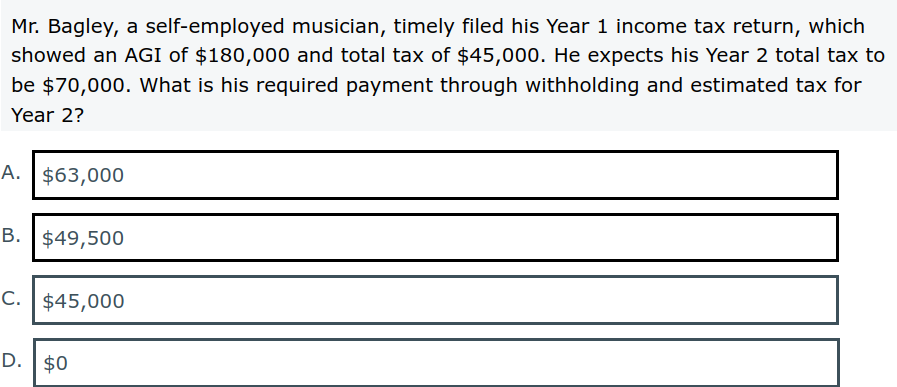 Mr. Bagley, a self-employed musician, timely filed his Year 1 income tax return, which
showed an AGI of $180,000 and total tax of $45,000. He expects his Year 2 total tax to
be $70,000. What is his required payment through withholding and estimated tax for
Year 2?
A. $63,000
B. $49,500
C. $45,000
D. $0